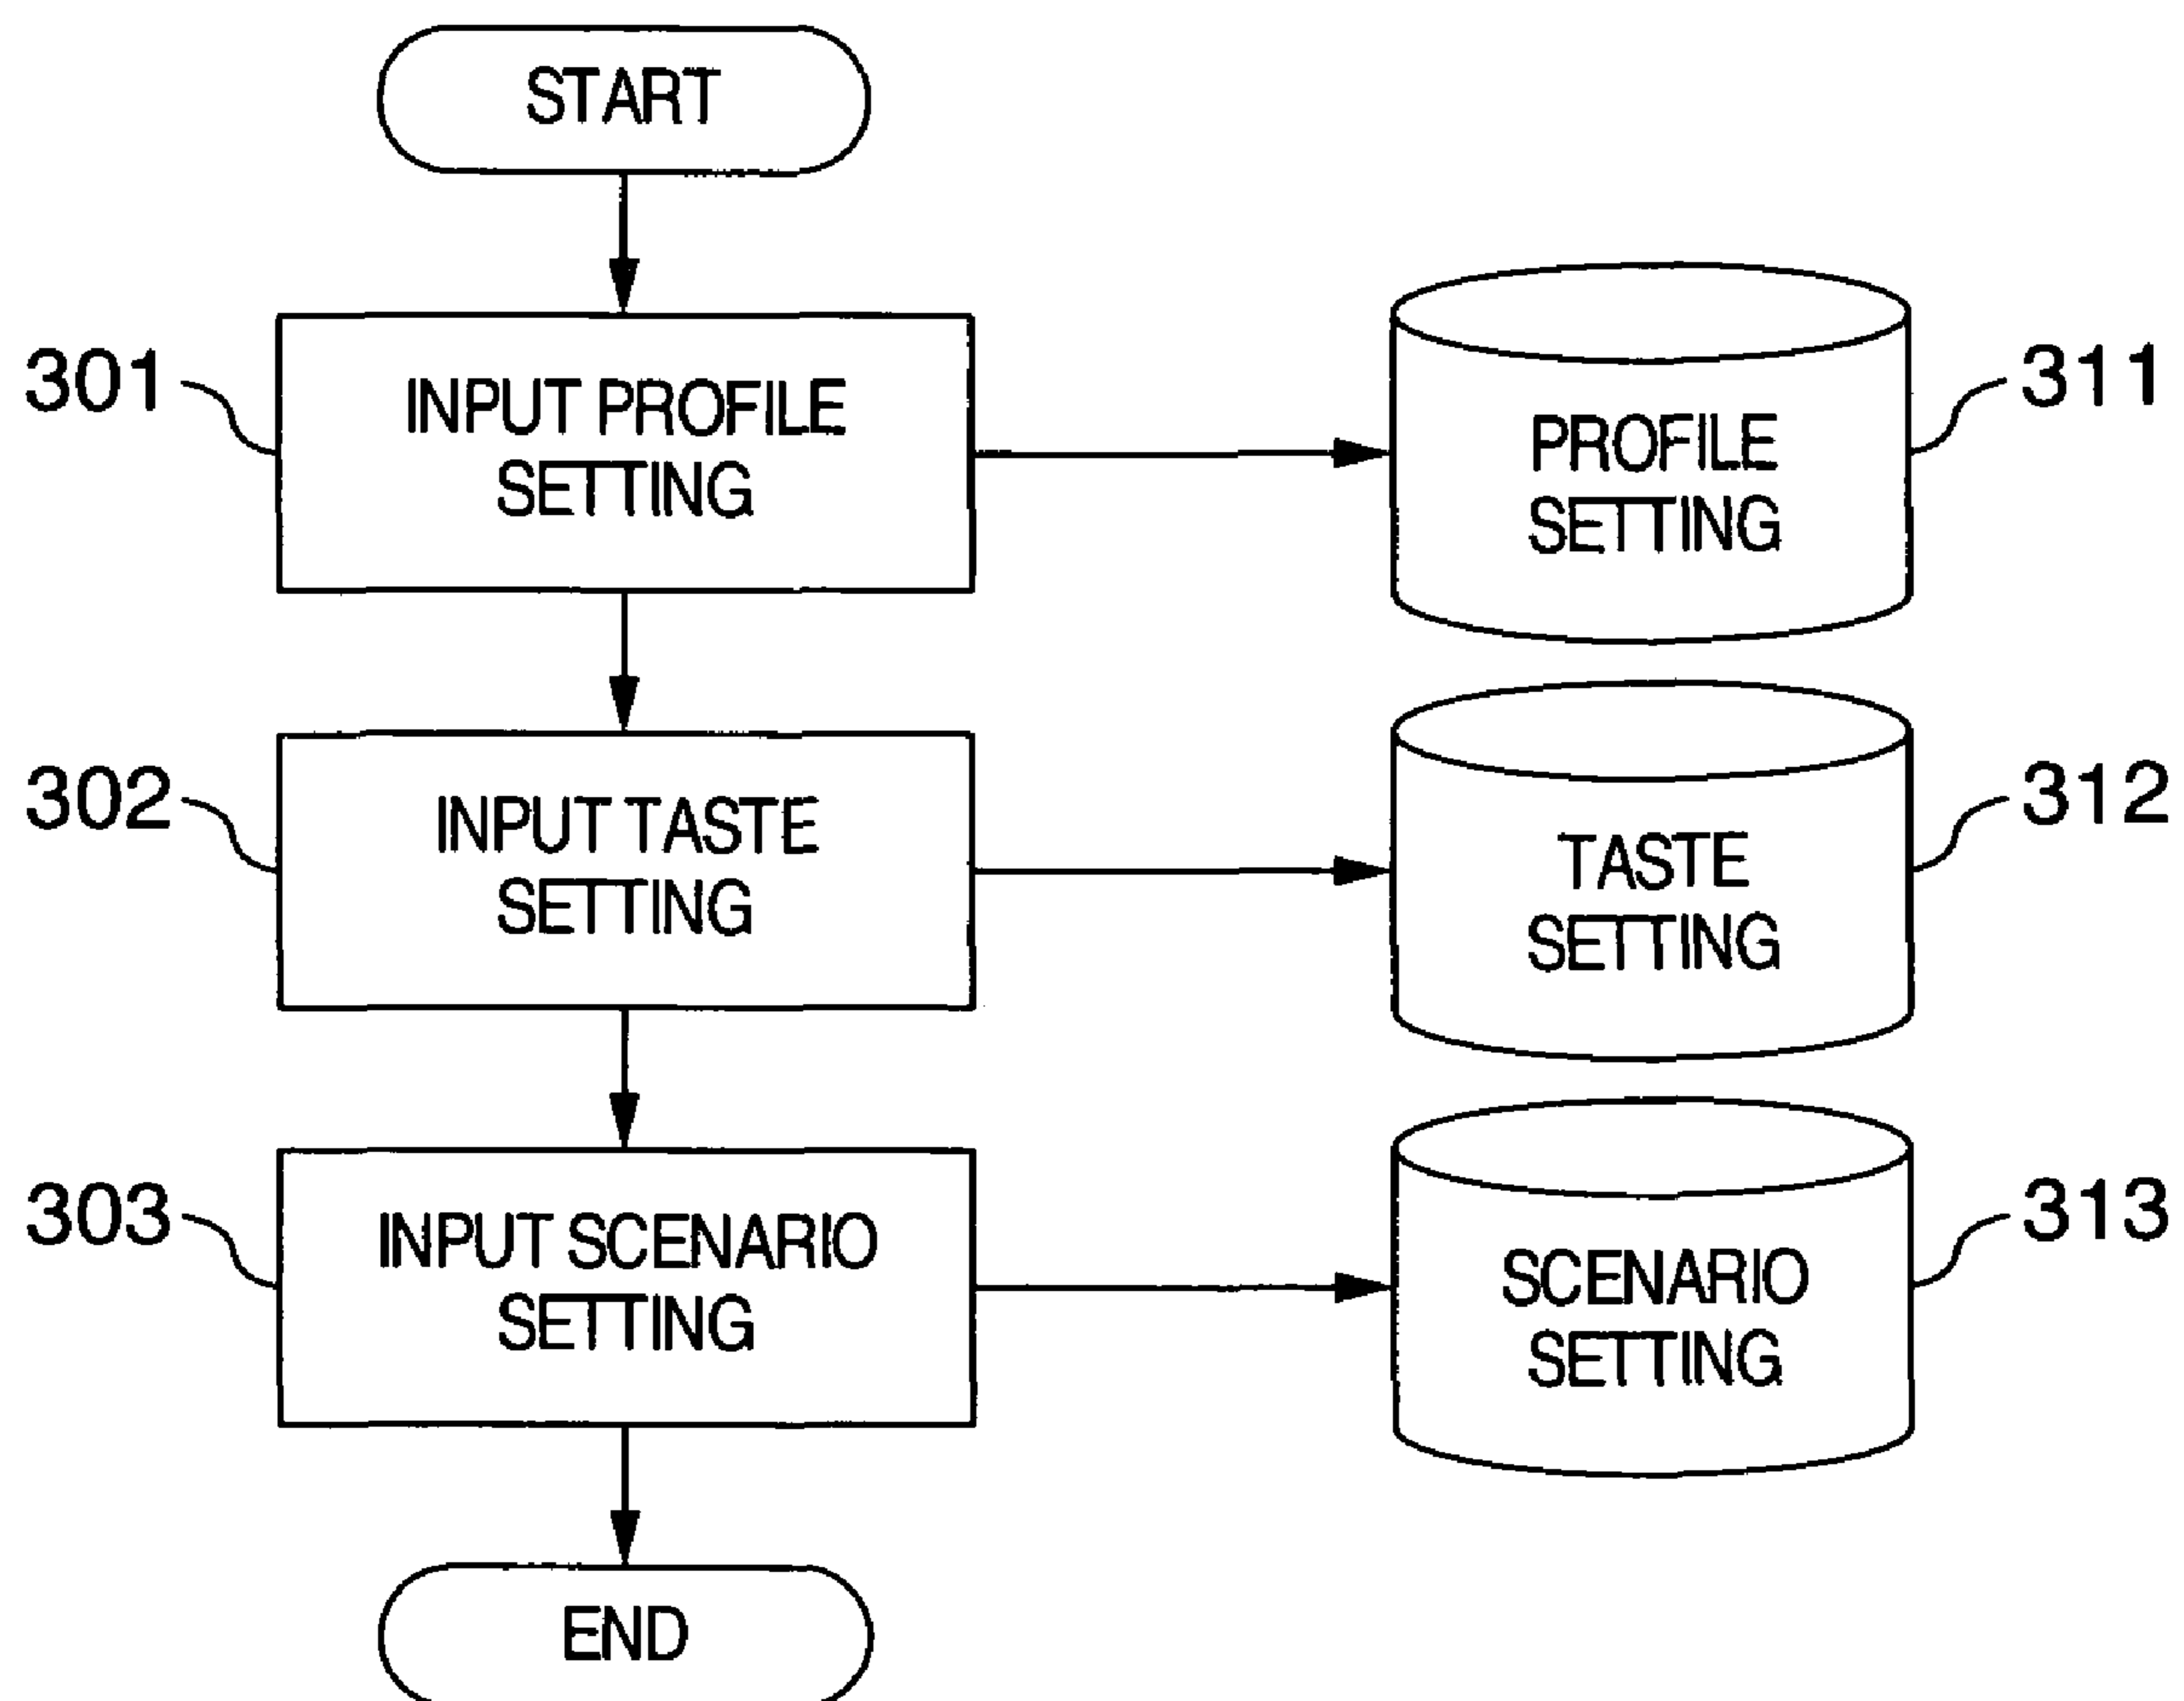 START
301
INPUT PROFILE
SETTING
PROFILE
SETTING
311
302
INPUT TASTE
SETTING
TASTE
SETTING
312
303
INPUT SCENARIO
SETTING
SCENARIO
SETTING
313
END